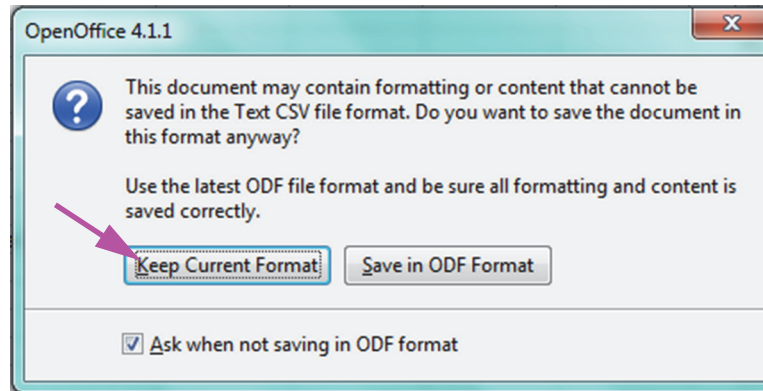 OpenOffice 4.1.1
This document may contain formatting or content that cannot be
saved in the Text CSV file format. Do you want to save the document in
this format anyway?
Use the latest ODF file format and be sure all formatting and content is
saved correctly.
Keep Current Format
Save in ODF Format
Ask when not saving in ODF format